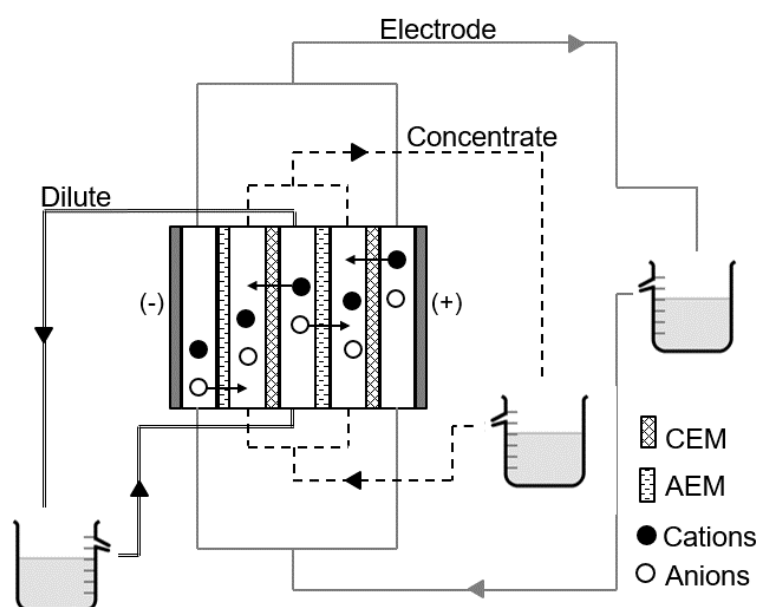 Electrode
Concentrate
Dilute
(-)
(+)
CEM
AEM
Cations
Anions